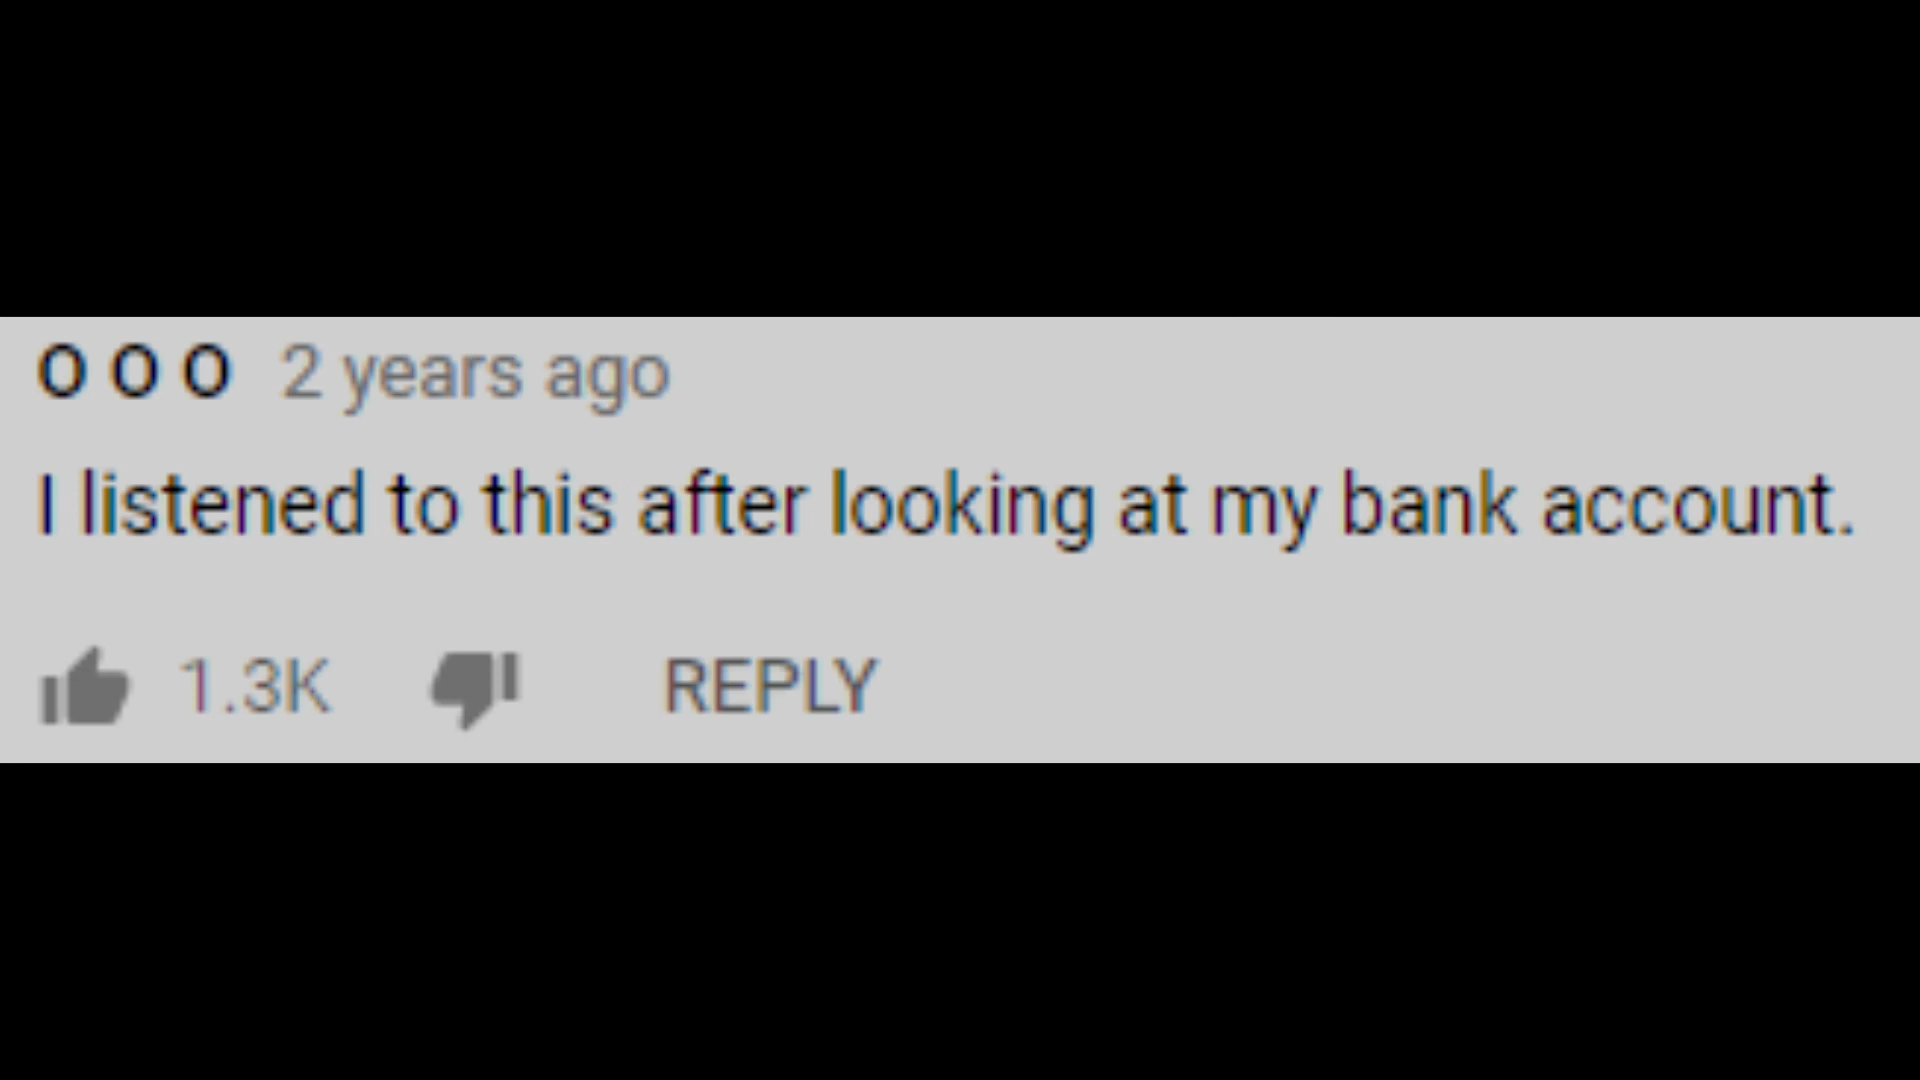 O O O 2 years ago
I listened to this after looking at my bank account.
1.3K REPLY